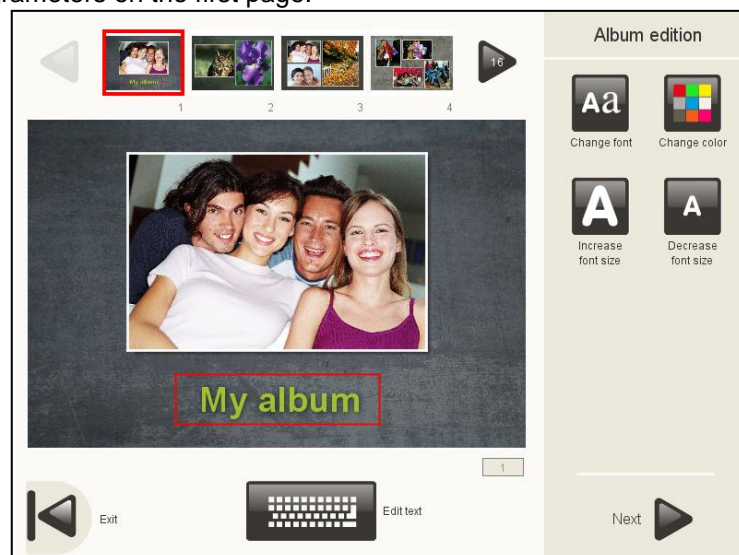 rameters on the first page.
Album edition
16
My album
1 2 3 4
Aa
Change font
Change color
A
Increase
font size
A
Decrease
font size
My album
1
Exit
Edit text
Next